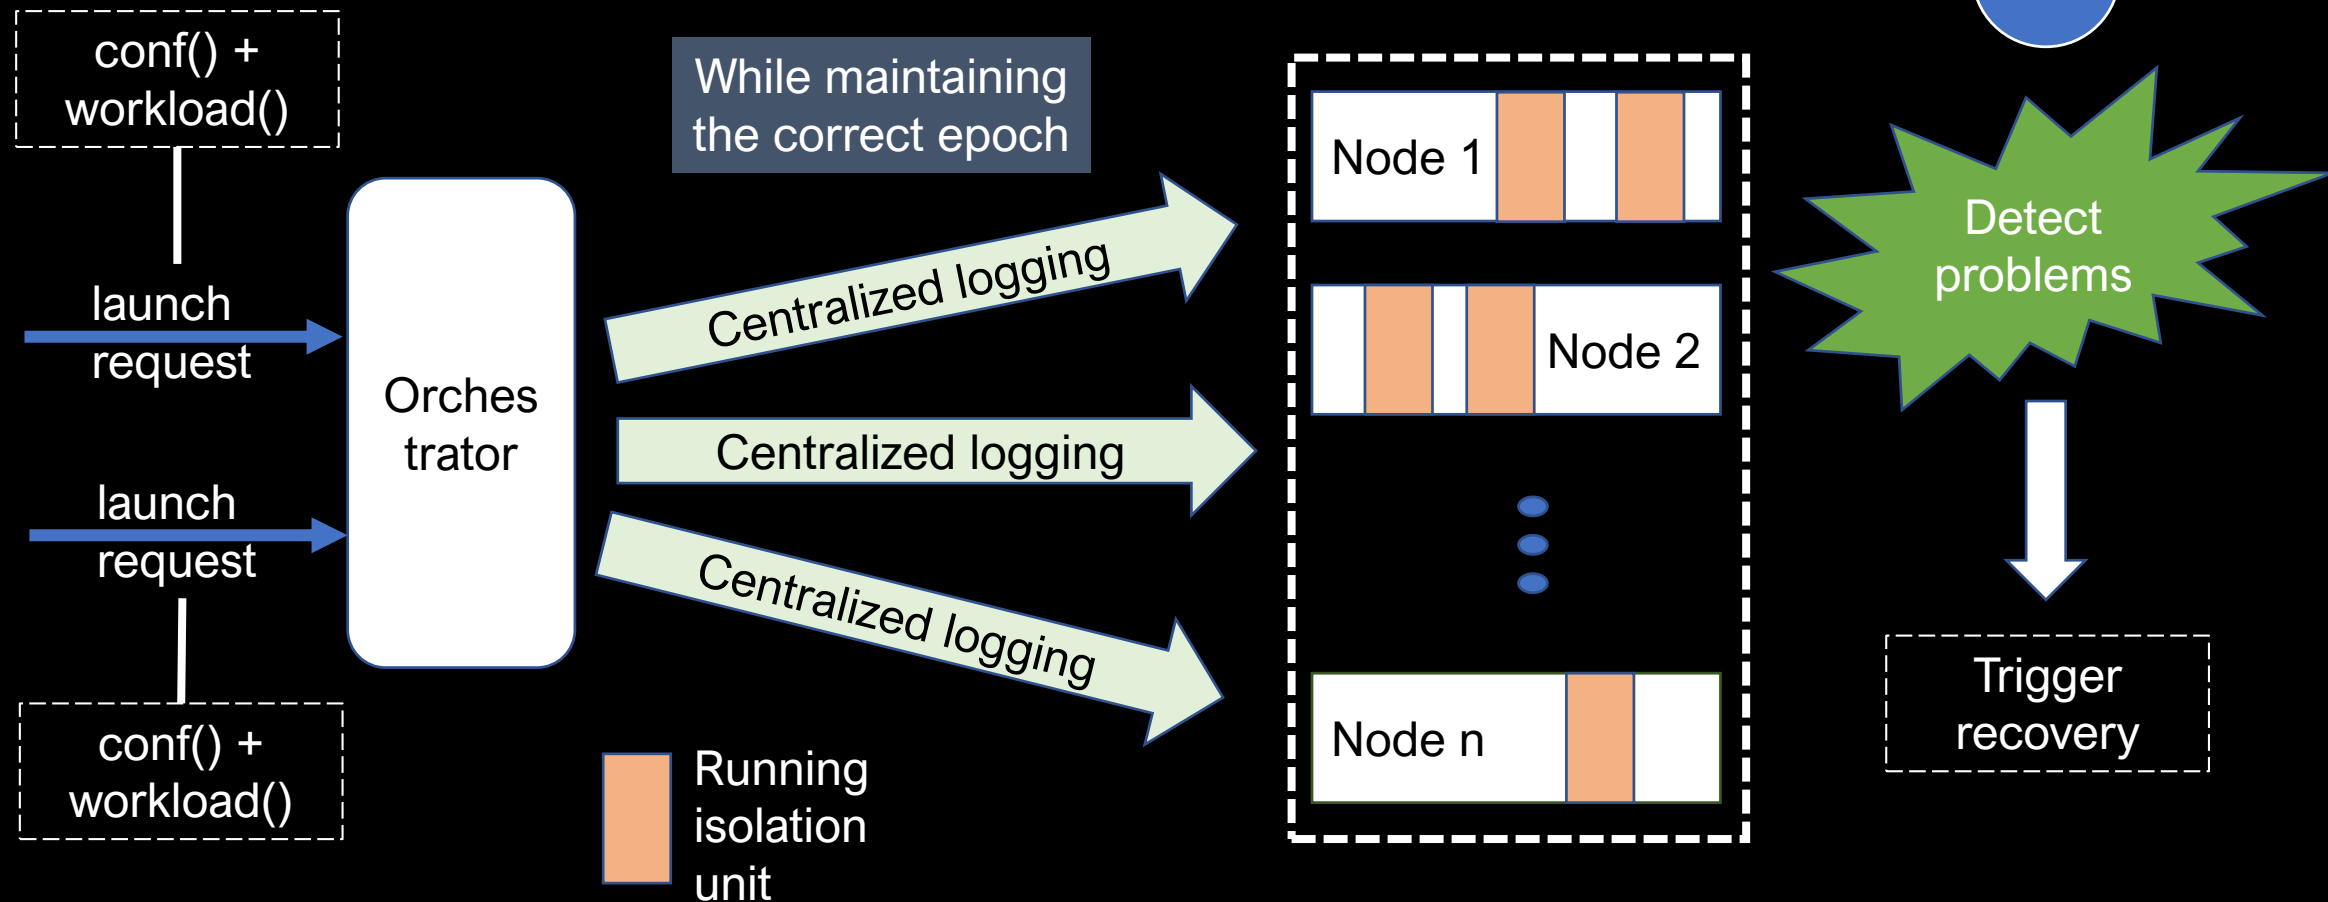 conf() +
workload()
launch
request
launch
request
conf() +
workload()
Orches
trator
While maintaining
the correct epoch
Centralized logging
Centralized logging
Centralized logging
Running
isolation
unit
Node 1
Node 2
Node n
Detect
problems
Trigger
recovery